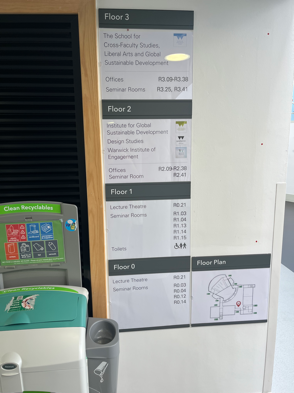 Floor 3
The School for
Cross-Faculty Studies,
Liberal Arts and Global
Sustainable Development
Offices R3.09-R3.38
Seminar Rooms R3.25, R3.41
Floor 2
Institute for Global
Sustainable Development
Design Studies
Warwick Institute of
Engagement
Offices R2.09-R2.38
Seminar Room R2.41
Floor 1
Lecture Theatre R0.21
Seminar Rooms R1.03
R1.04
R1.13
R1.14
R1.15
Toilets
Floor 0
Lecture Theatre R0.21
Seminar Rooms R0.03
R0.04
R0.12
R0.14
Floor Plan
Clean Recyclables